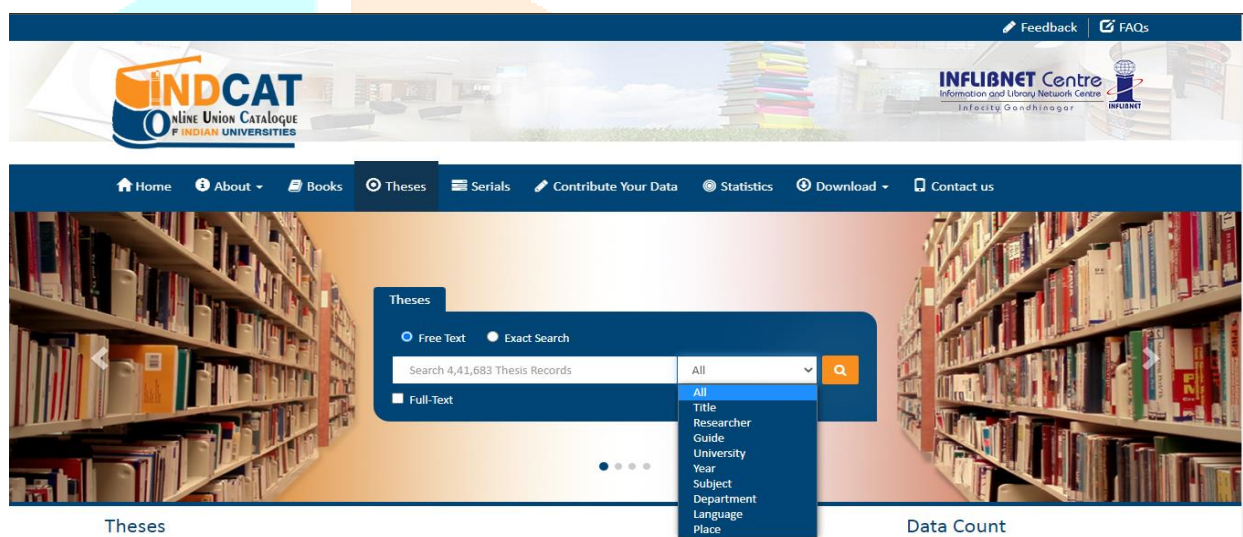 Feedback FAQs
INDCAT
ONLINE UNION CATALOGUE
OF INDIAN UNIVERSITIES
INFLIBNET Centre
Information and Library Network Centre
Infocity Gandhinagar
INFLIBNET
Home About Books Theses Serials Contribute Your Data Statistics Download Contact us
Theses
Free Text Exact Search
Search 4,41,683 Thesis Records All
Full-Text
All
Title
Researcher
Guide
University
Year
Subject
Department
Language
Place
Theses Data Count